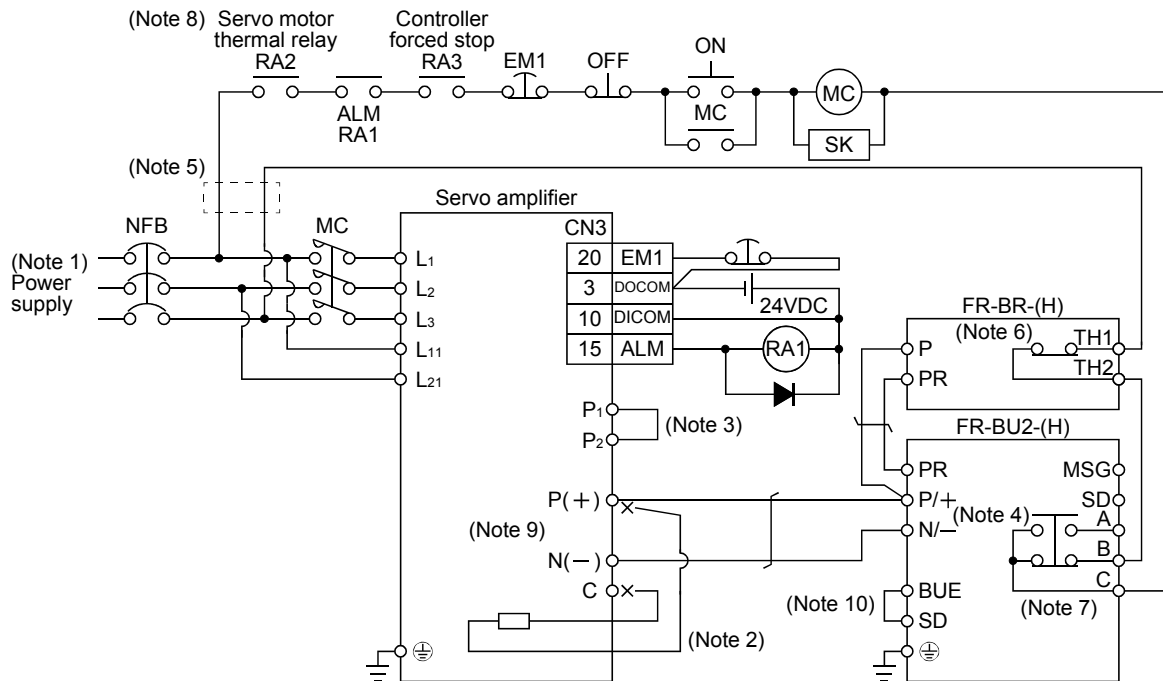 (Note 8)
Servo motor
thermal relay
RA2
Controller
forced stop
RA3
EM1
OFF
ON
ALM
RA1
MC
MC
SK
(Note 5)
Servo amplifier
NFB
MC
CN3
(Note 1)
Power
supply
L1
L2
L3
L11
L21
20 EM1
3 DOCOM
10 DICOM
15 ALM
24VDC
RA1
FR-BR-(H)
(Note 6)
P
PR
TH1
TH2
P1
P2
(Note 3)
FR-BU2-(H)
PR
P/+
N/−
MSG
SD
(Note 4)
A
B
C
P(+)
(Note 9)
N(−)
C
(Note 2)
BUE
SD
(Note 10)
(Note 7)